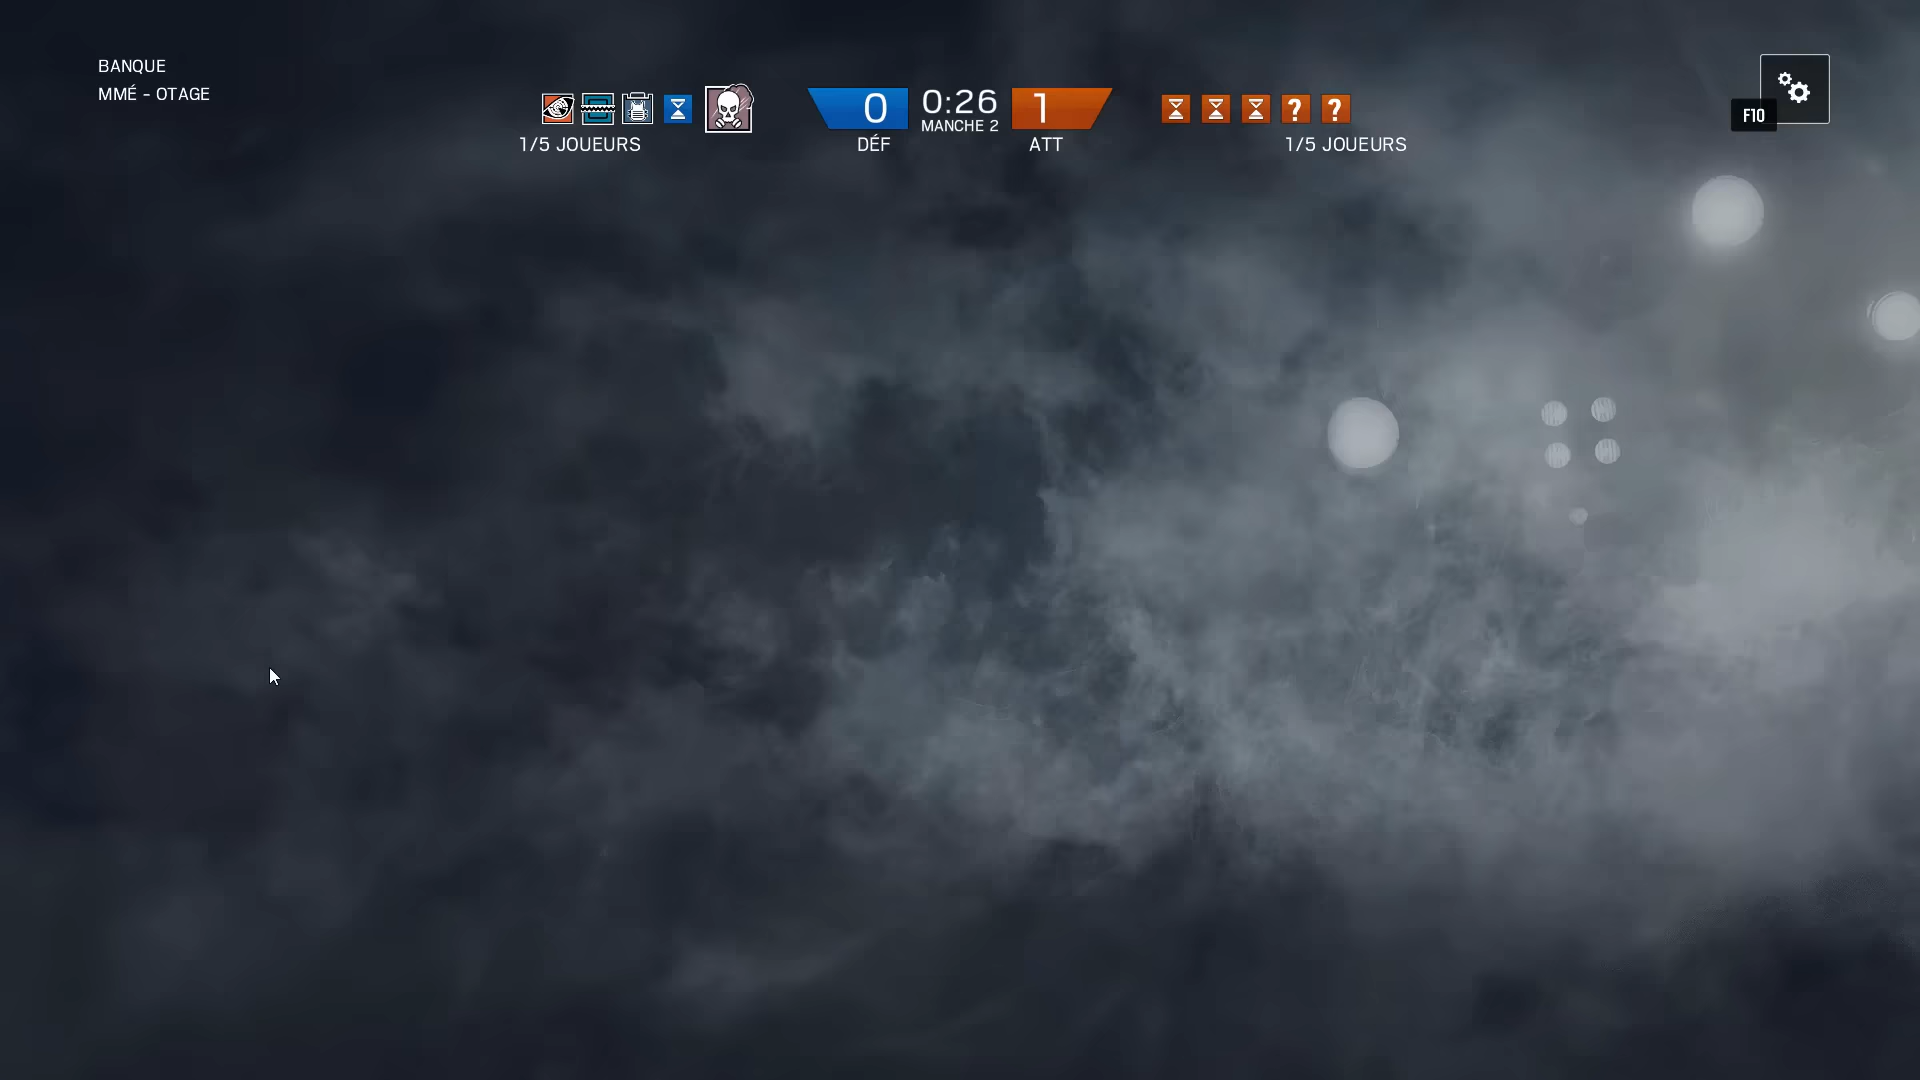 BANQUE
MMÉ - OTAGE
1/5 JOUEURS
0
DÉF
0:26
MANCHE 2
1
ATT
? ?
1/5 JOUEURS
F10